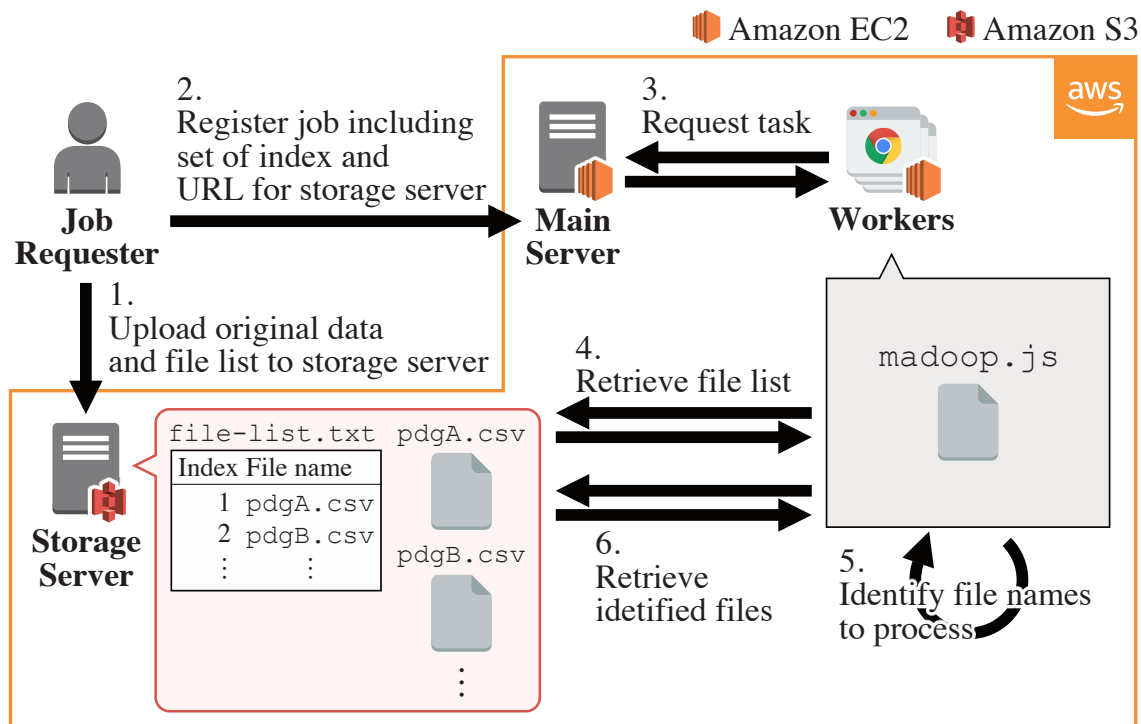 Amazon EC2
Amazon S3
aws
2.
Register job including
set of index and
URL for storage server
3.
Request task
Job
Requester
Main
Server
Workers
1.
Upload original data
and file list to storage server
4.
Retrieve file list
madoop.js
file-list.txt
Index File name
1 pdgA.csv
2 pdgB.csv
⋮ ⋮
pdgA.csv
pdgB.csv
⋮
Storage
Server
6.
Retrieve
idetified files
5.
Identify file names
to process